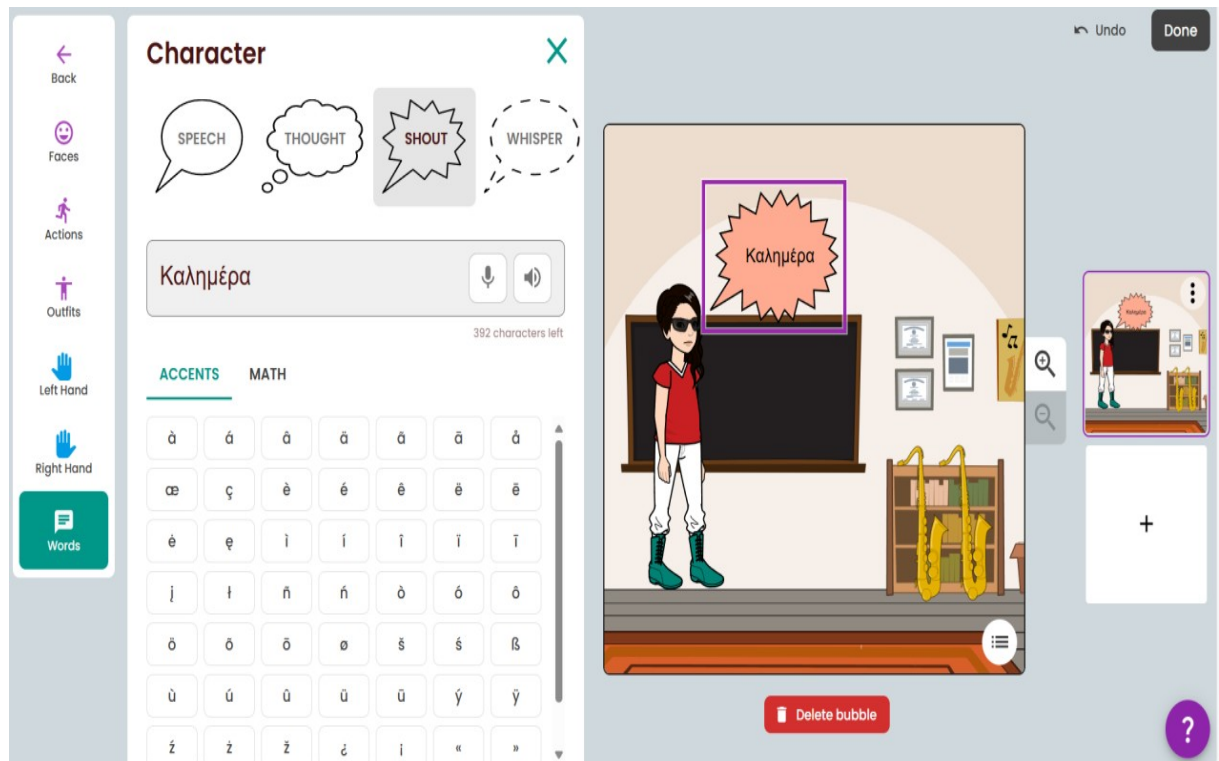 Back
Faces
Actions
Outfits
Left Hand
Right Hand
Words
Character
SPEECH
THOUGHT
SHOUT
WHISPER
Καλημέρα
392 characters left
ACCENTS MATH
à á â ä ã ā å
æ ç è é ê ë ē
ė ę ì í î ï ī
į ł ñ ń ò ó ô
ö ō õ ø š ś ß
ù ú û ü ū ý ÿ
ź ż ž ¿ ¡ « »
Undo
Done
Καλημέρα
Καλημέρα
+
Delete bubble
?